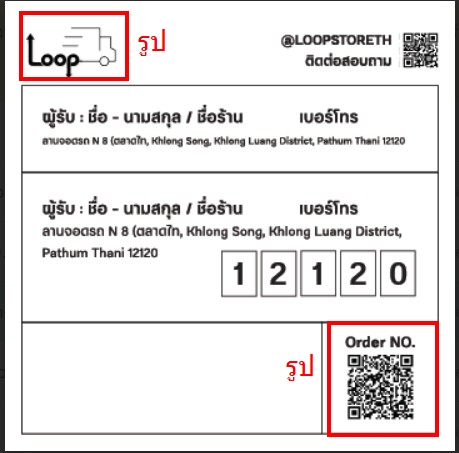 Loop
รูป
@LOOPSTORETH
ติดต่อสอบถาม
ผู้รับ : ชื่อ - นามสกุล / ชื่อร้าน เบอร์โทร
ลานจอดรถ N 8 (ตลาดไท, Khlong Song, Khlong Luang District, Pathum Thani 12120
ผู้รับ : ชื่อ - นามสกุล / ชื่อร้าน เบอร์โทร
ลานจอดรถ N 8 (ตลาดไท, Khlong Song, Khlong Luang District,
Pathum Thani 12120
1 2 1 2 0
Order NO.
รูป